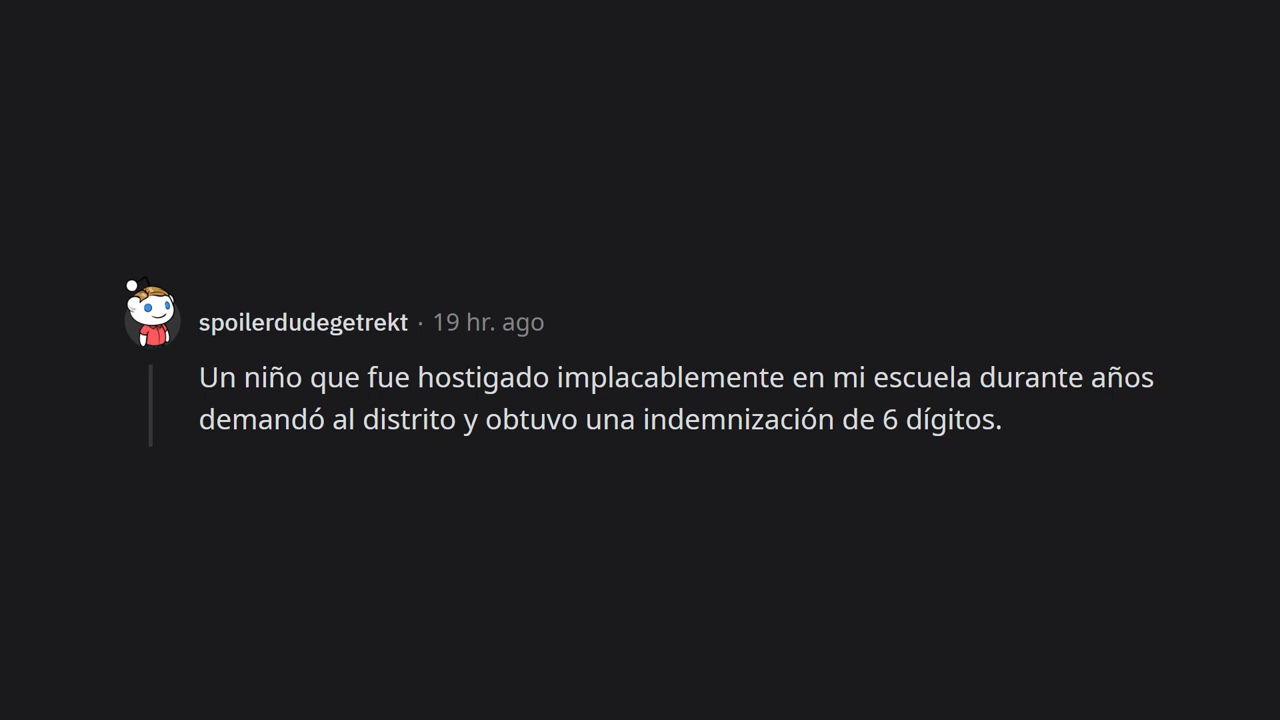 spoilerdudegetrekt · 19 hr. ago
Un niño que fue hostigado implacablemente en mi escuela durante años
demandó al distrito y obtuvo una indemnización de 6 dígitos.